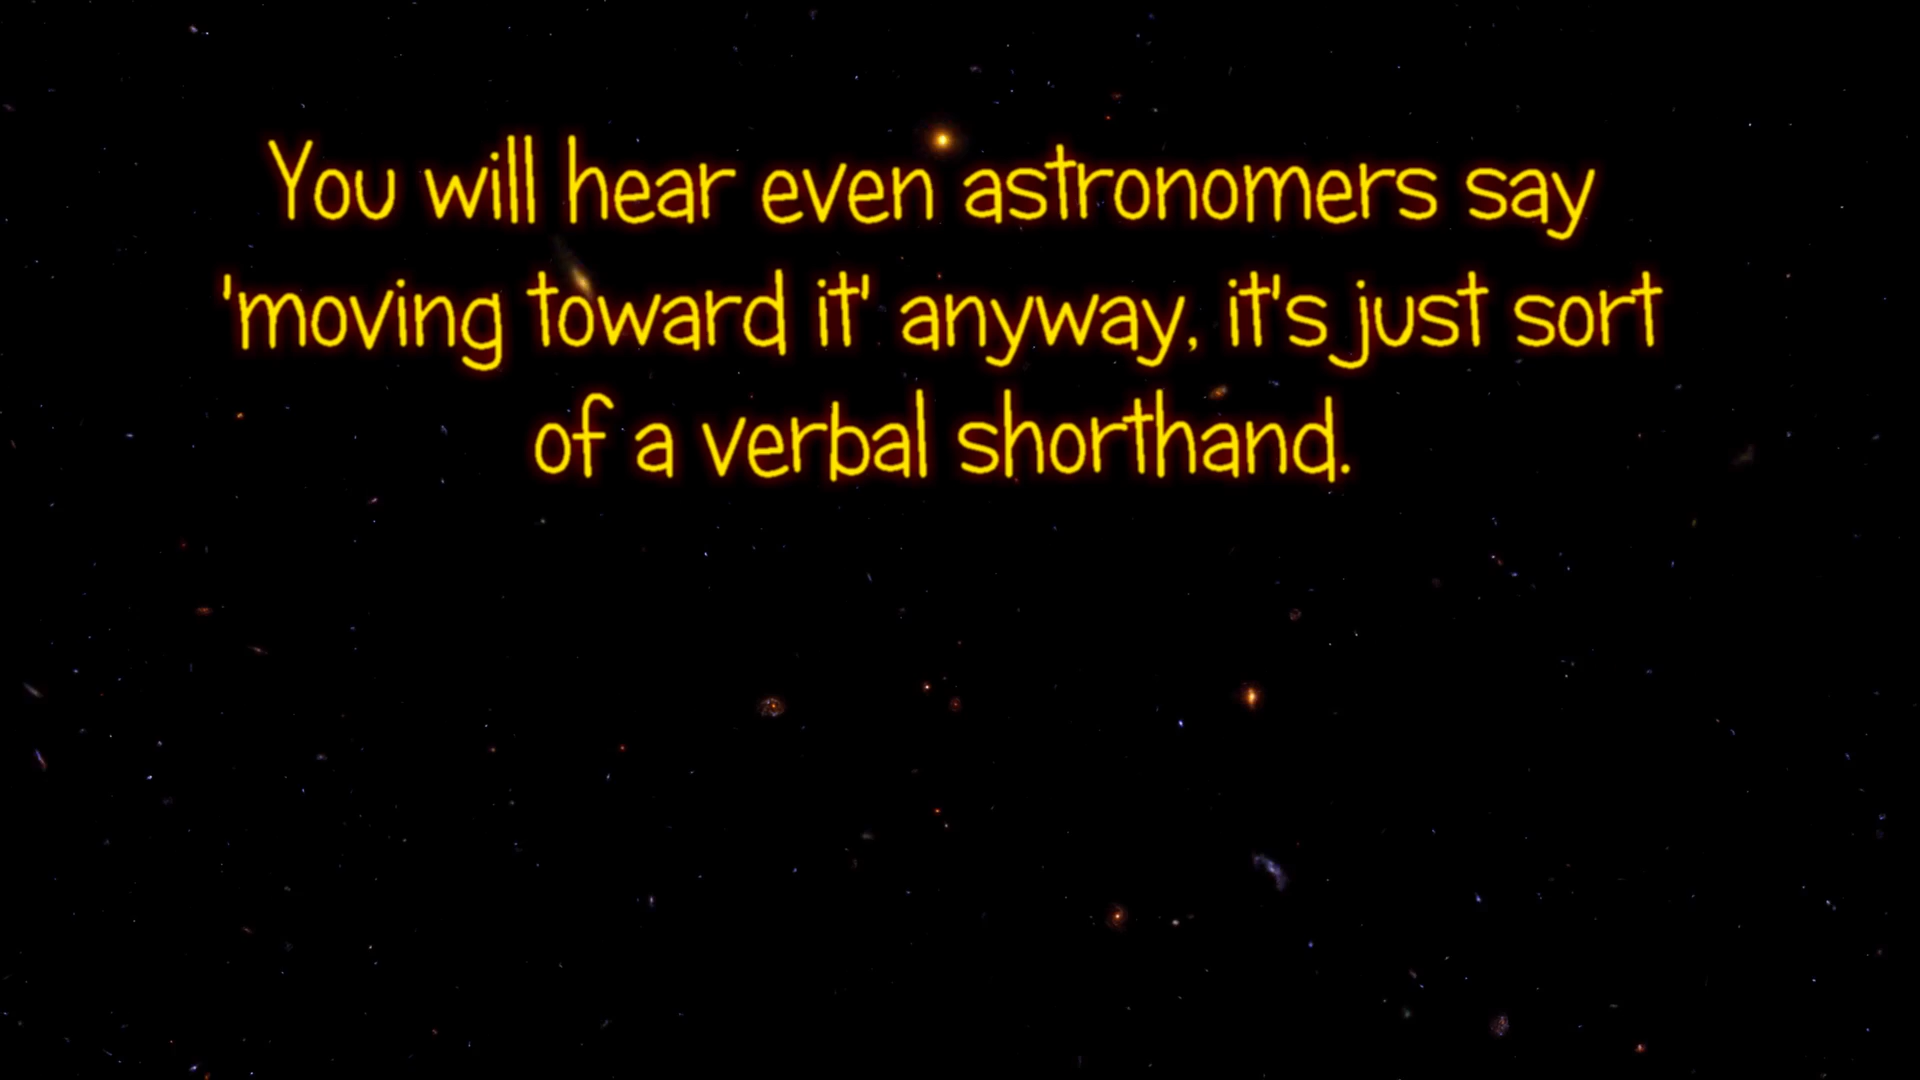 You will hear even astronomers say
'moving toward it' anyway, it's just sort
of a verbal shorthand.